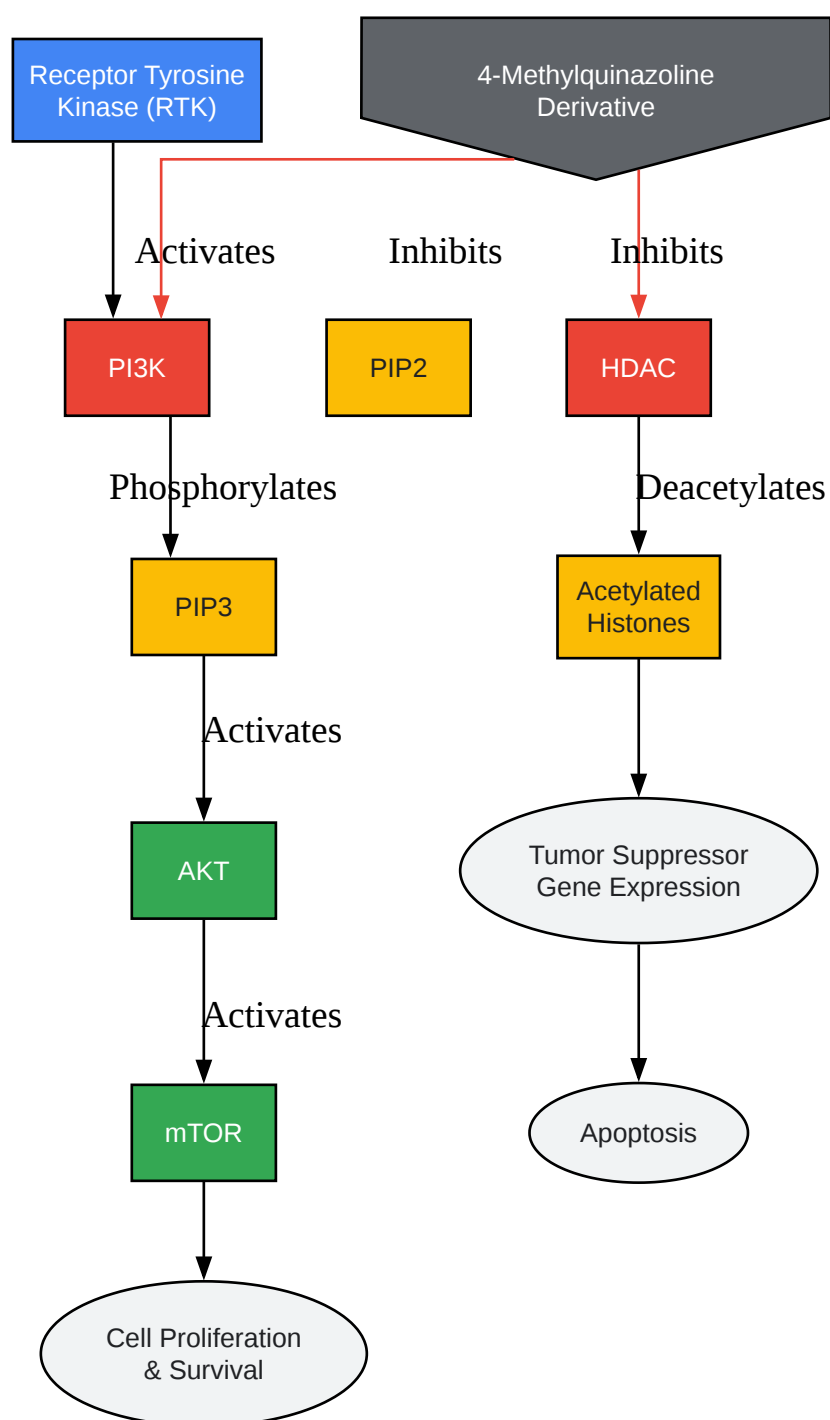 Receptor Tyrosine
Kinase (RTK)
4-Methylquinazoline
Derivative
Activates
Inhibits
Inhibits
PI3K
PIP2
HDAC
Phosphorylates
Deacetylates
PIP3
Acetylated
Histones
Activates
AKT
Tumor Suppressor
Gene Expression
Activates
mTOR
Apoptosis
Cell Proliferation
& Survival